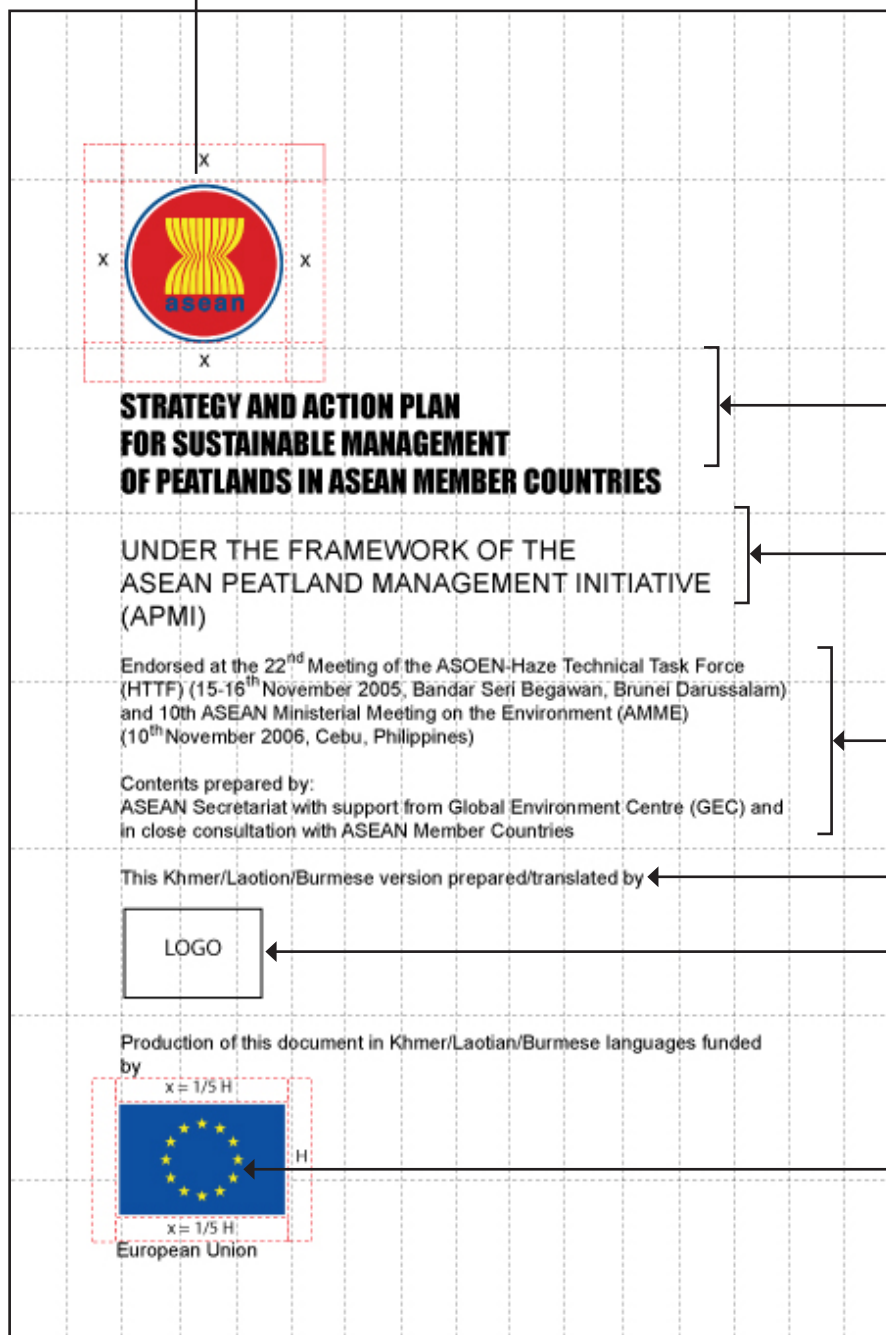 x
x
asean
x
x
STRATEGY AND ACTION PLAN
FOR SUSTAINABLE MANAGEMENT
OF PEATLANDS IN ASEAN MEMBER COUNTRIES
UNDER THE FRAMEWORK OF THE
ASEAN PEATLAND MANAGEMENT INITIATIVE
(APMI)
Endorsed at the 22nd Meeting of the ASOEN-Haze Technical Task Force
(HTTF) (15-16th November 2005, Bandar Seri Begawan, Brunei Darussalam)
and 10th ASEAN Ministerial Meeting on the Environment (AMME)
(10th November 2006, Cebu, Philippines)
Contents prepared by:
ASEAN Secretariat with support from Global Environment Centre (GEC) and
in close consultation with ASEAN Member Countries
This Khmer/Laotion/Burmese version prepared/translated by
LOGO
Production of this document in Khmer/Laotian/Burmese languages funded
by
x = 1/5 H
H
x = 1/5 H
European Union